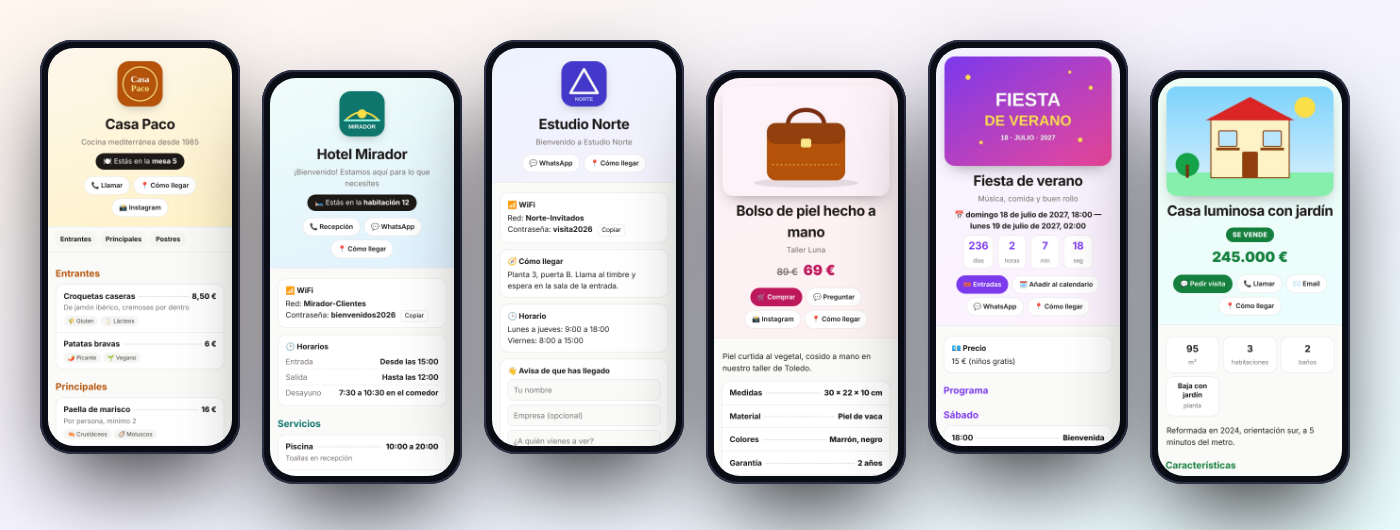 Casa
Paco
Casa Paco
Cocina mediterránea desde 1985
🍽 Estás en la mesa 5
📞 Llamar
📍 Cómo llegar
📸 Instagram
Entrantes Principales Postres
Entrantes
Croquetas caseras 8,50 €
De jamón ibérico, cremosas por dentro
🌾 Gluten 🥛 Lácteos
Patatas bravas 6 €
🌶️ Picante 🌱 Vegano
Principales
Paella de marisco 16 €
Por persona, mínimo 2
🦐 Crustáceos 🦪 Moluscos
MIRADOR
Hotel Mirador
¡Bienvenido! Estamos aquí para lo que
necesites
🛏 Estás en la habitación 12
📞 Recepción
💬 WhatsApp
📍 Cómo llegar
📶 WiFi
Red: Mirador-Clientes
Contraseña: bienvenidos2026 Copiar
🕒 Horarios
Entrada Desde las 15:00
Salida Hasta las 12:00
Desayuno 7:30 a 10:30 en el comedor
Servicios
Piscina 10:00 a 20:00
Toallas en recepción
NORTE
Estudio Norte
Bienvenido a Estudio Norte
💬 WhatsApp
📍 Cómo llegar
📶 WiFi
Red: Norte-Invitados
Contraseña: visita2026 Copiar
🧭 Cómo llegar
Planta 3, puerta B. Llama al timbre y
espera en la sala de la entrada.
🕒 Horario
Lunes a jueves: 9:00 a 18:00
Viernes: 8:00 a 15:00
👋 Avisa de que has llegado
Tu nombre
Empresa (opcional)
¿A quién vienes a ver?
Bolso de piel hecho a
mano
Taller Luna
89 € 69 €
🛒 Comprar
💬 Preguntar
📸 Instagram
📍 Cómo llegar
Piel curtida al vegetal, cosido a mano en
nuestro taller de Toledo.
Medidas 30 × 22 × 10 cm
Material Piel de vaca
Colores Marrón, negro
Garantía 2 años
FIESTA
DE VERANO
18 · JULIO · 2027
Fiesta de verano
Música, comida y buen rollo
📅 domingo 18 de julio de 2027, 18:00 —
lunes 19 de julio de 2027, 02:00
236 2 7 18
días horas min seg
🎟️ Entradas
🗓️ Añadir al calendario
💬 WhatsApp
📍 Cómo llegar
💶 Precio
15 € (niños gratis)
Programa
Sábado
18:00 Bienvenida
Casa luminosa con jardín
SE VENDE
245.000 €
💬 Pedir visita
📞 Llamar
✉️ Email
📍 Cómo llegar
95 3 2
m² habitaciones baños
Baja con
jardín
planta
Reformada en 2024, orientación sur, a 5
minutos del metro.
Características